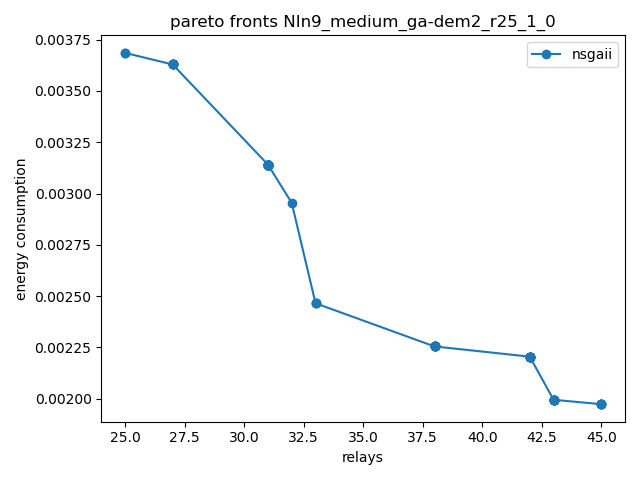 pareto fronts NIn9_medium_ga-dem2_r25_1_0
nsgaii
energy consumption
0.00375
0.00350
0.00325
0.00300
0.00275
0.00250
0.00225
0.00200
25.0 27.5 30.0 32.5 35.0 37.5 40.0 42.5 45.0
relays